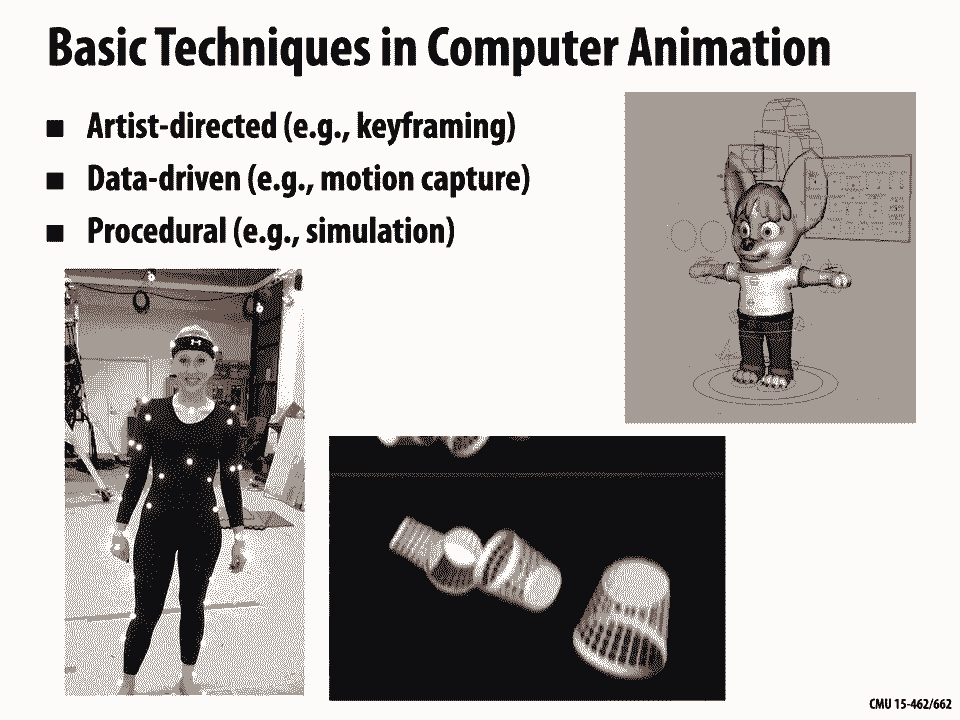 Basic Techniques in Computer Animation
■ Artist-directed (e.g., keyframing)
■ Data-driven (e.g., motion capture)
■ Procedural (e.g., simulation)
CMU 15-462/662